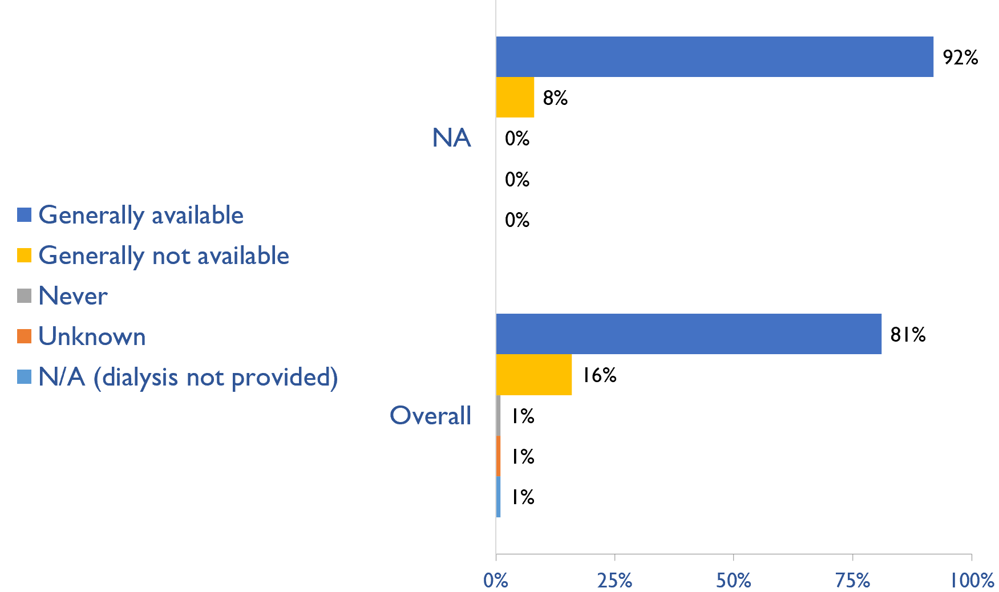 92%
8%
NA
0%
0%
0%
Generally available
Generally not available
Never
Unknown
N/A (dialysis not provided)
81%
16%
Overall
1%
1%
1%
0%
25%
50%
75%
100%